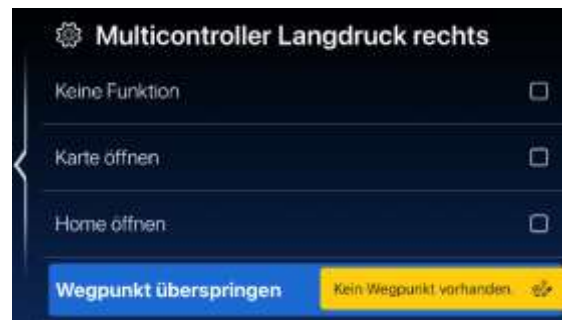 Multicontroller Langdruck rechts
Keine Funktion
Karte öffnen
Home öffnen
Wegpunkt überspringen
Kein Wegpunkt vorhanden.